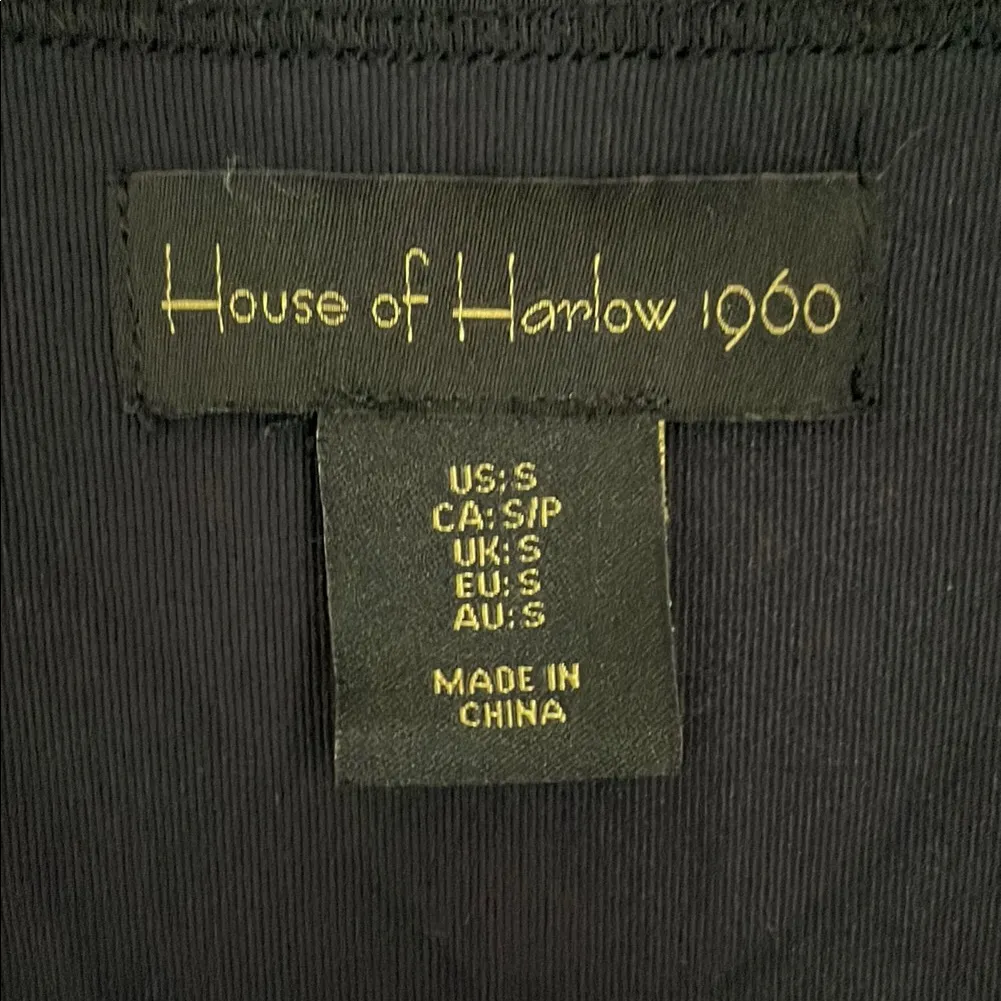 House of Harlow 1960
US: S
CA: S/P
UK: S
EU: S
AU: S
MADE IN
CHINA